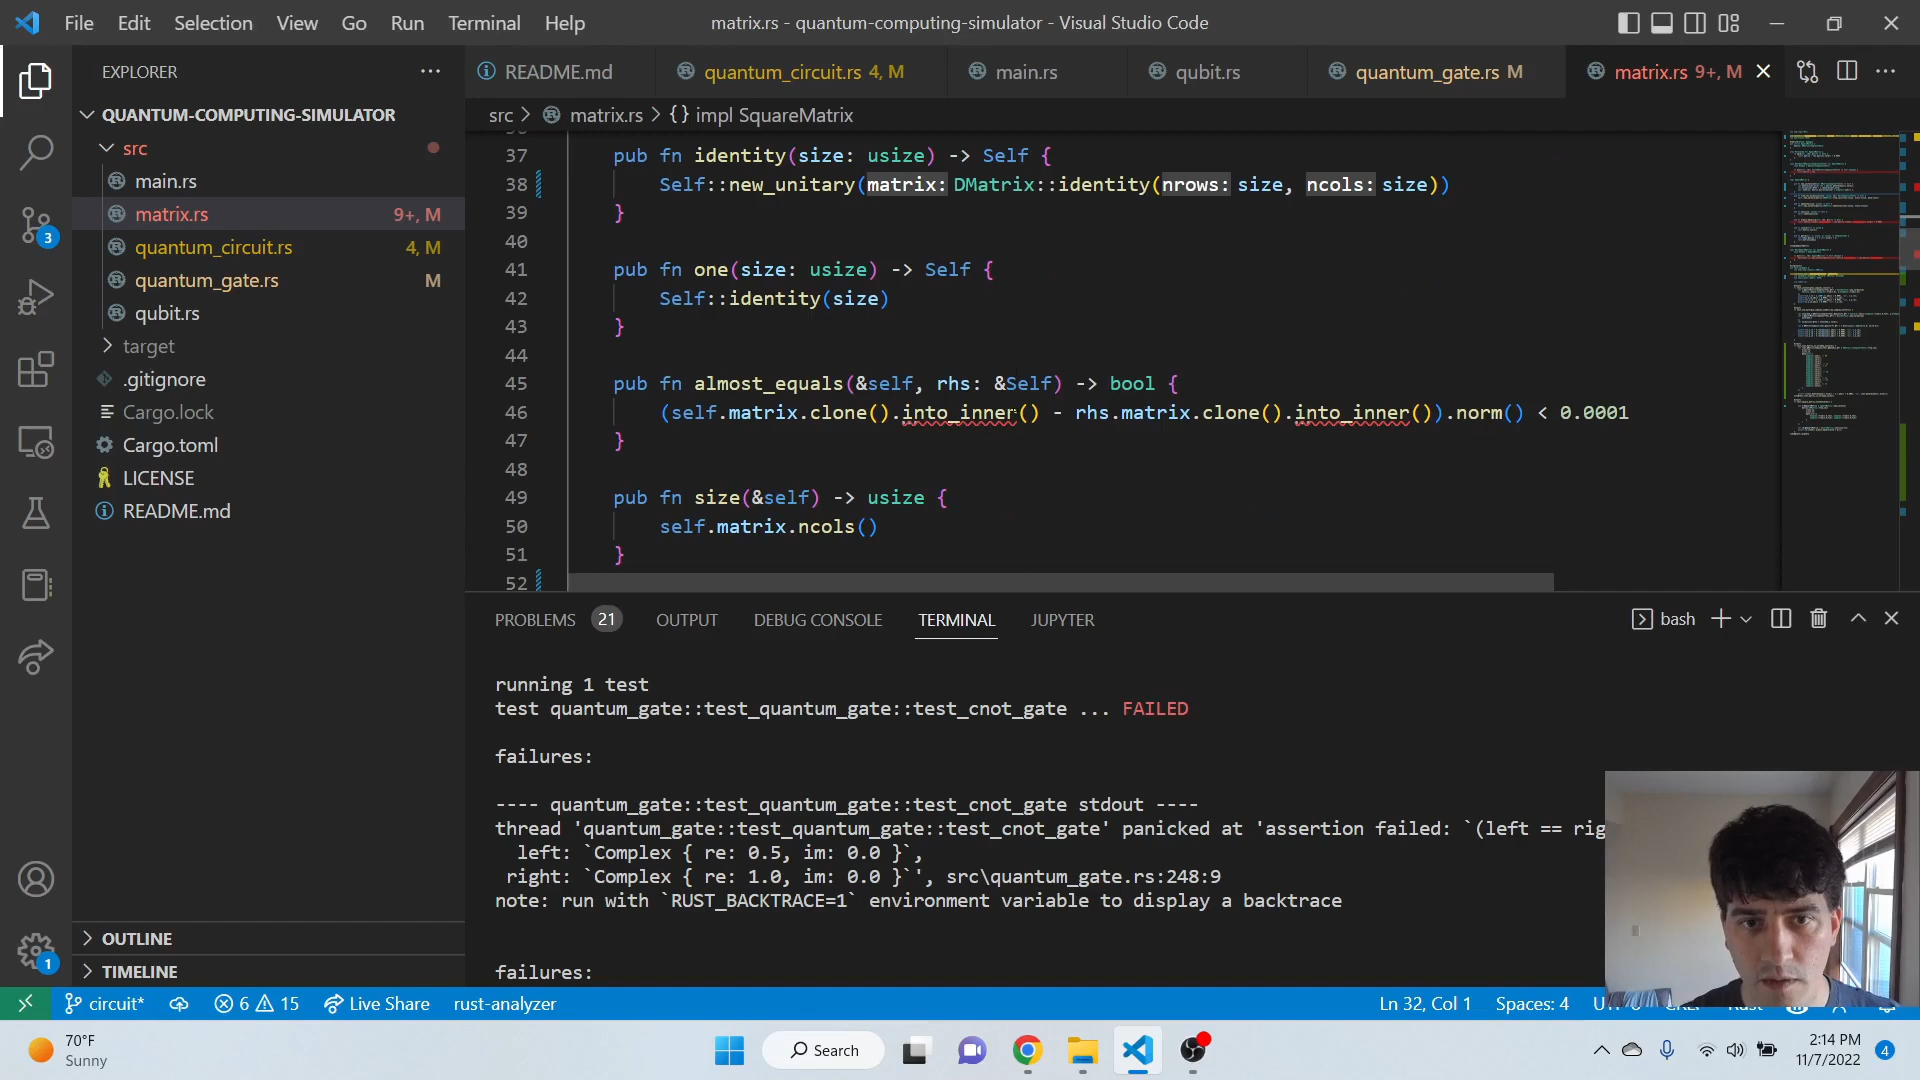 File Edit Selection View Go Run Terminal Help
matrix.rs - quantum-computing-simulator - Visual Studio Code
EXPLORER
README.md
quantum_circuit.rs 4, M
main.rs
qubit.rs
quantum_gate.rs M
matrix.rs 9+, M
QUANTUM-COMPUTING-SIMULATOR
src > matrix.rs > {} impl SquareMatrix
src
main.rs
matrix.rs 9+, M
quantum_circuit.rs 4, M
quantum_gate.rs M
qubit.rs
target
.gitignore
Cargo.lock
Cargo.toml
LICENSE
README.md
OUTLINE
TIMELINE
3
1
37 pub fn identity(size: usize) -> Self {
38 Self::new_unitary(matrix: DMatrix::identity(nrows: size, ncols: size))
39 }
40
41 pub fn one(size: usize) -> Self {
42 Self::identity(size)
43 }
44
45 pub fn almost_equals(&self, rhs: &Self) -> bool {
46 (self.matrix.clone().into_inner() - rhs.matrix.clone().into_inner()).norm() < 0.0001
47 }
48
49 pub fn size(&self) -> usize {
50 self.matrix.ncols()
51 }
52
PROBLEMS 21 OUTPUT DEBUG CONSOLE TERMINAL JUPYTER
bash
running 1 test
test quantum_gate::test_quantum_gate::test_cnot_gate ... FAILED
failures:
---- quantum_gate::test_quantum_gate::test_cnot_gate stdout ----
thread 'quantum_gate::test_quantum_gate::test_cnot_gate' panicked at 'assertion failed: `(left == rig
left: `Complex { re: 0.5, im: 0.0 }`,
right: `Complex { re: 1.0, im: 0.0 }`', src\quantum_gate.rs:248:9
note: run with `RUST_BACKTRACE=1` environment variable to display a backtrace
failures:
circuit* 6 15 Live Share rust-analyzer
Ln 32, Col 1 Spaces: 4
70°F
Sunny
Search
2:14 PM
11/7/2022
4